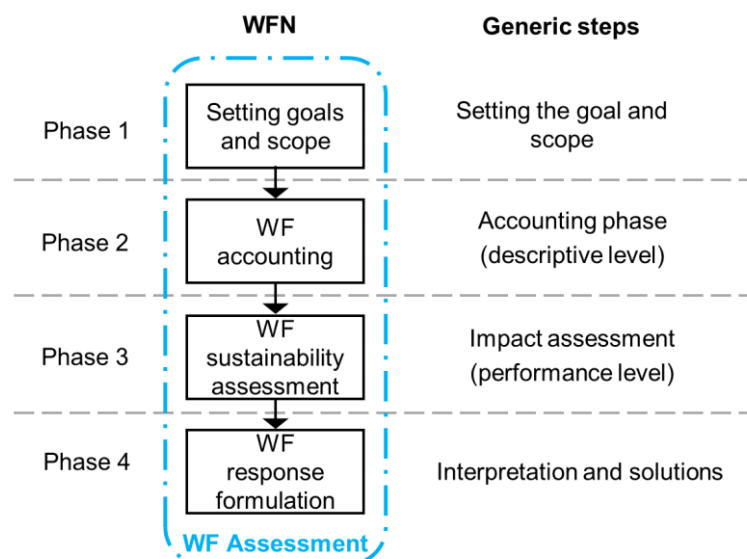 WFN
Generic steps
Phase 1
Setting goals
and scope
Setting the goal and
scope
Phase 2
WF
accounting
Accounting phase
(descriptive level)
Phase 3
WF
sustainability
assessment
Impact assessment
(performance level)
Phase 4
WF
response
formulation
Interpretation and solutions
WF Assessment